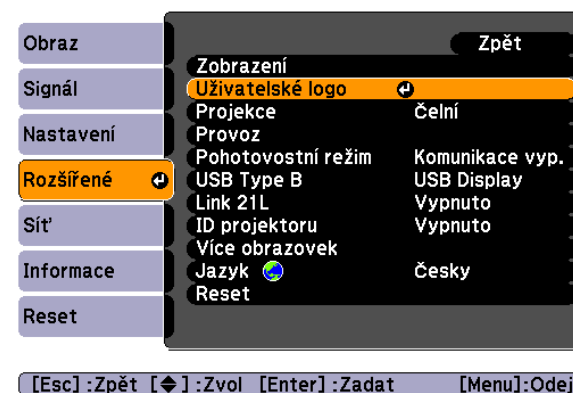 Obraz
Signál
Nastavení
Rozšířené
Síť
Informace
Reset
Zpět
Zobrazení
Uživatelské logo
Projekce Čelní
Provoz
Pohotovostní režim Komunikace vyp.
USB Type B USB Display
Link 21L Vypnuto
ID projektoru Vypnuto
Více obrazovek
Jazyk Česky
Reset
[Esc] :Zpět [◆] :Zvol [Enter] :Zadat [Menu]:Odej